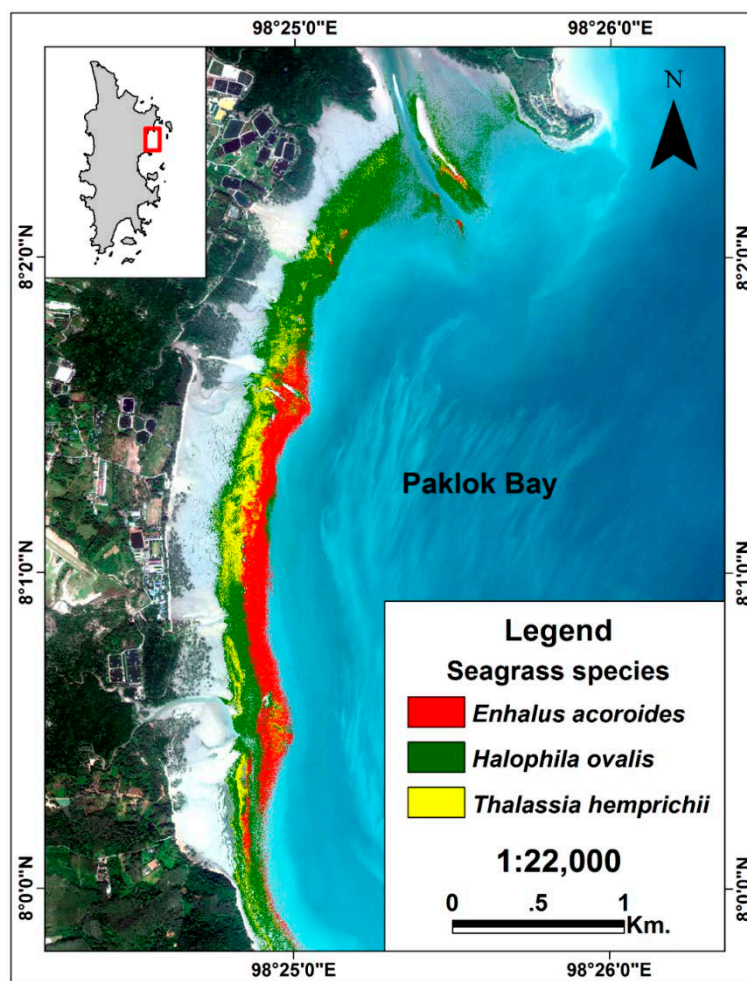 98°25'0"E 98°26'0"E
N
8°2'0"N 8°2'0"N
Paklok Bay
8°1'0"N 8°1'0"N
Legend
Seagrass species
Enhalus acoroides
Halophila ovalis
Thalassia hemprichii
1:22,000
0 .5 1
Km.
8°0'0"N 8°0'0"N
98°25'0"E 98°26'0"E